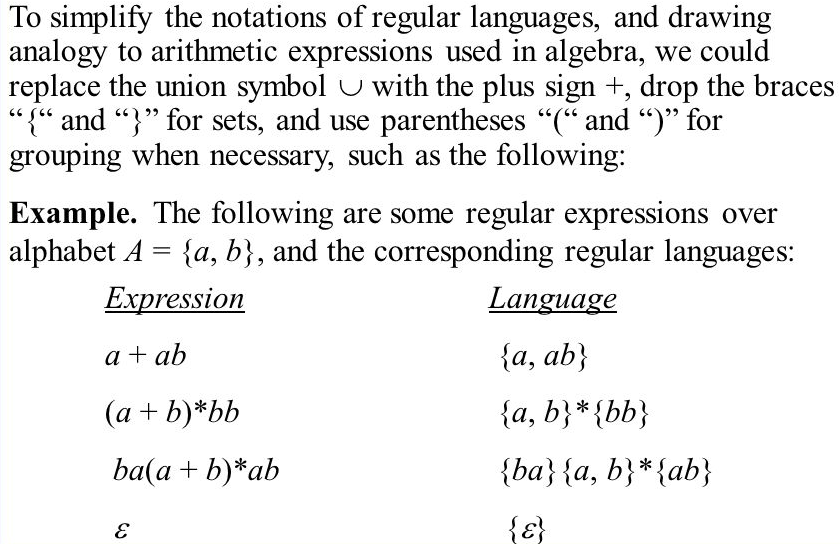 To simplify the notations of regular languages, and drawing
analogy to arithmetic expressions used in algebra, we could
replace the union symbol ∪ with the plus sign +, drop the braces
“{“ and “}” for sets, and use parentheses “(“ and “)” for
grouping when necessary, such as the following:
Example. The following are some regular expressions over
alphabet A = {a, b}, and the corresponding regular languages:
Expression Language
a + ab {a, ab}
(a + b)*bb {a, b}*{bb}
ba(a + b)*ab {ba}{a, b}*{ab}
ε {ε}